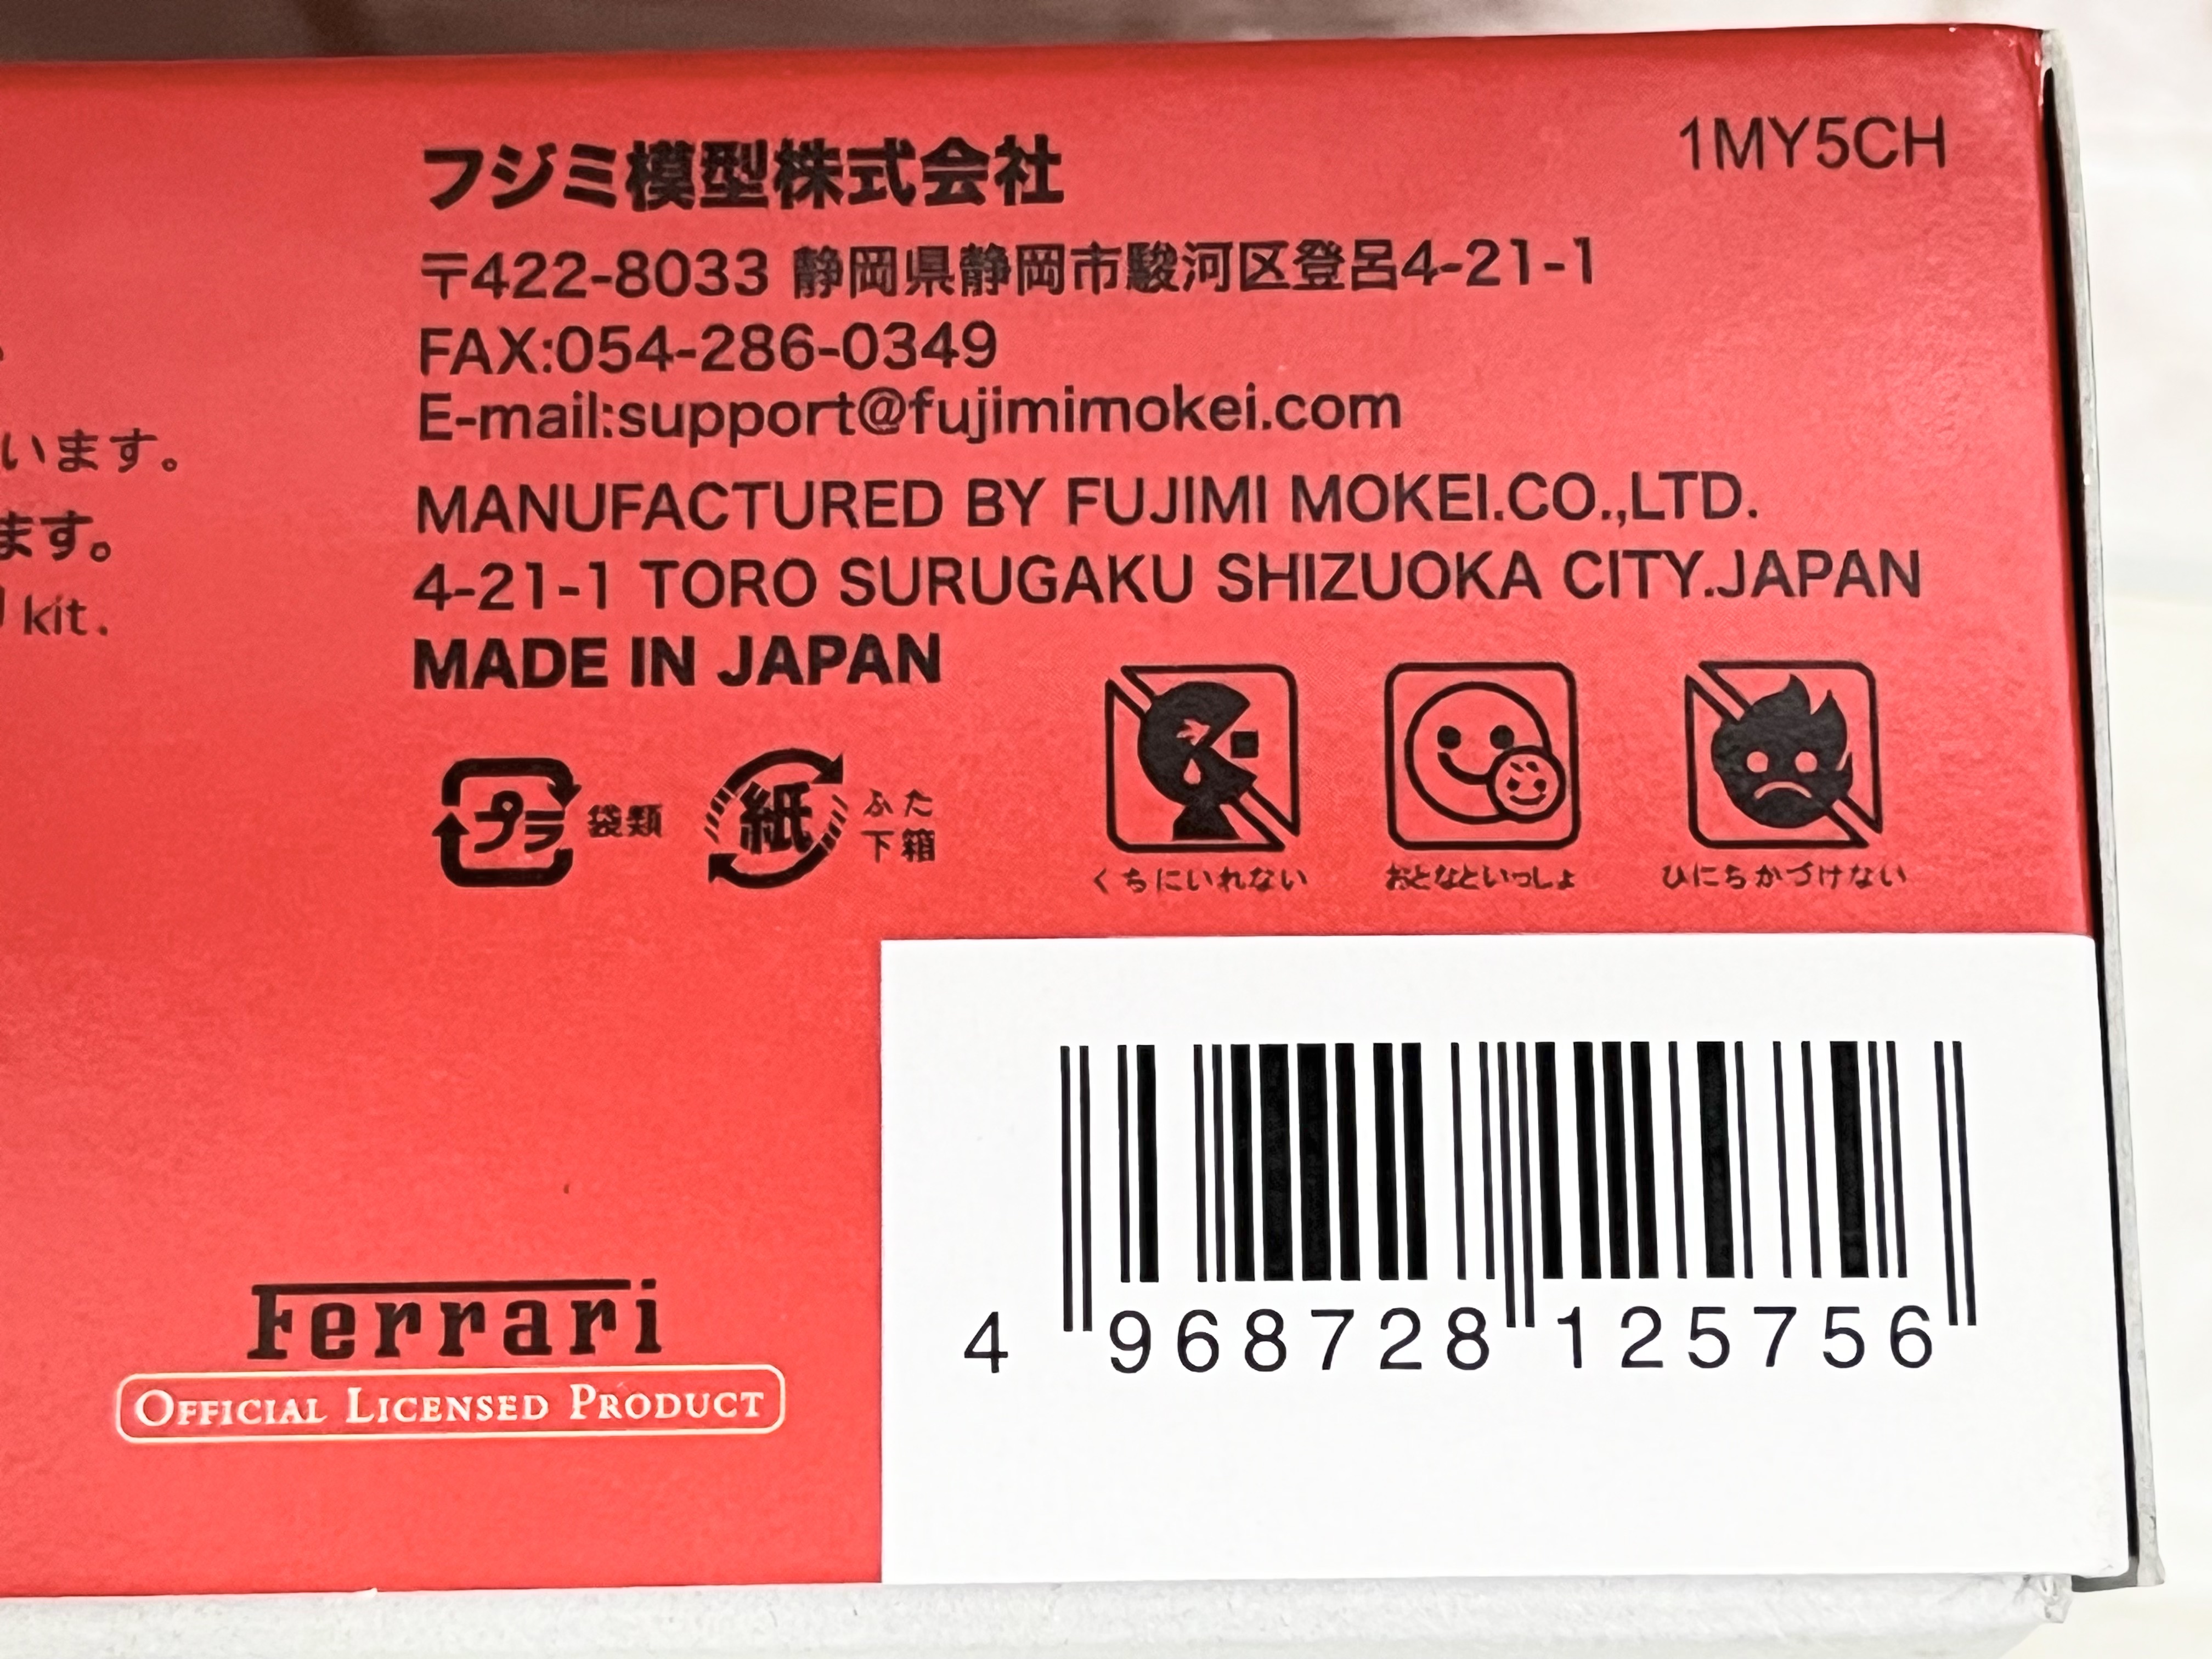 1MY5CH
フジミ模型株式会社
〒422-8033 静岡県静岡市駿河区登呂4-21-1
FAX:054-286-0349
E-mail:support@fujimimokei.com
います。
MANUFACTURED BY FUJIMI MOKEI.CO.,LTD.
ます。
4-21-1 TORO SURUGAKU SHIZUOKA CITY.JAPAN
kit.
MADE IN JAPAN
プラ 袋類
紙 ふた
下箱
くちにいれない
おとなといっしょ
ひにちかづけない
Ferrari
OFFICIAL LICENSED PRODUCT
4 968728 125756